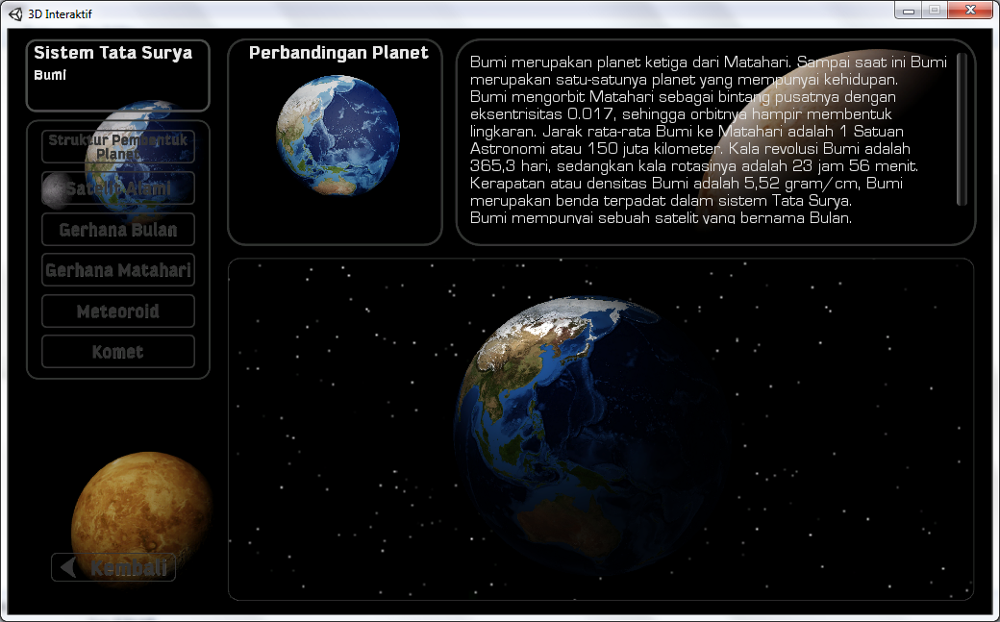 3D Interaktif
Sistem Tata Surya
Bumi
Struktur Pembentuk
Planet
Satelit Alami
Gerhana Bulan
Gerhana Matahari
Meteoroid
Komet
Kembali
Perbandingan Planet
Bumi merupakan planet ketiga dari Matahari. Sampai saat ini Bumi
merupakan satu-satunya planet yang mempunyai kehidupan.
Bumi mengorbit Matahari sebagai bintang pusatnya dengan
eksentrisitas 0.017, sehingga orbitnya hampir membentuk
lingkaran. Jarak rata-rata Bumi ke Matahari adalah 1 Satuan
Astronomi atau 150 juta kilometer. Kala revolusi Bumi adalah
365,3 hari, sedangkan kala rotasinya adalah 23 jam 56 menit.
Kerapatan atau densitas Bumi adalah 5,52 gram/cm, Bumi
merupakan benda terpadat dalam sistem Tata Surya.
Bumi mempunyai sebuah satelit yang bernama Bulan.